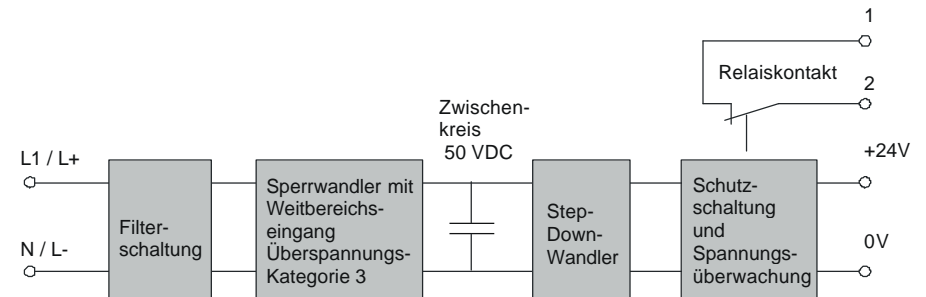 1
Relaiskontakt
2
Zwischen-
kreis
50 VDC
L1 / L+
+24V
Filter-
schaltung
Sperrwandler mit
Weitbereichs-
eingang
Überspannungs-
Kategorie 3
Step-
Down-
Wandler
Schutz-
schaltung
und
Spannungs-
überwachung
N / L-
0V